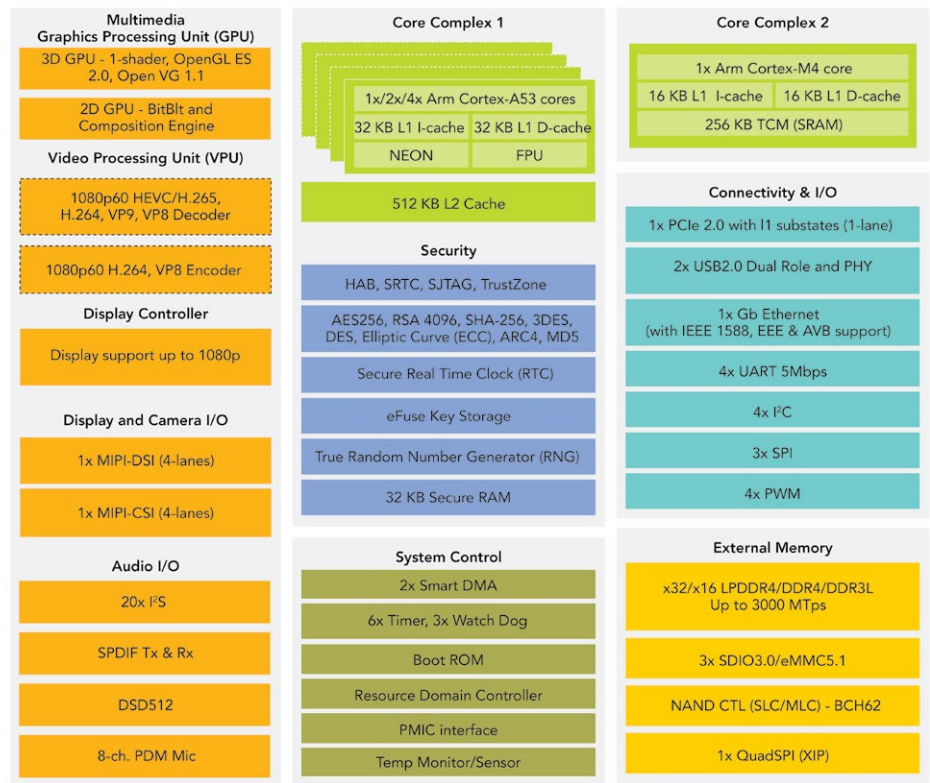 Multimedia
Graphics Processing Unit (GPU)
3D GPU - 1-shader, OpenGL ES
2.0, Open VG 1.1
2D GPU - BitBlt and
Composition Engine
Video Processing Unit (VPU)
1080p60 HEVC/H.265,
H.264, VP9, VP8 Decoder
1080p60 H.264, VP8 Encoder
Display Controller
Display support up to 1080p
Display and Camera I/O
1x MIPI-DSI (4-lanes)
1x MIPI-CSI (4-lanes)
Audio I/O
20x I²S
SPDIF Tx & Rx
DSD512
8-ch. PDM Mic
Core Complex 1
1x/2x/4x Arm Cortex-A53 cores
32 KB L1 I-cache
32 KB L1 D-cache
NEON
FPU
512 KB L2 Cache
Security
HAB, SRTC, SJTAG, TrustZone
AES256, RSA 4096, SHA-256, 3DES,
DES, Elliptic Curve (ECC), ARC4, MD5
Secure Real Time Clock (RTC)
eFuse Key Storage
True Random Number Generator (RNG)
32 KB Secure RAM
System Control
2x Smart DMA
6x Timer, 3x Watch Dog
Boot ROM
Resource Domain Controller
PMIC interface
Temp Monitor/Sensor
Core Complex 2
1x Arm Cortex-M4 core
16 KB L1 I-cache
16 KB L1 D-cache
256 KB TCM (SRAM)
Connectivity & I/O
1x PCIe 2.0 with l1 substates (1-lane)
2x USB2.0 Dual Role and PHY
1x Gb Ethernet
(with IEEE 1588, EEE & AVB support)
4x UART 5Mbps
4x I²C
3x SPI
4x PWM
External Memory
x32/x16 LPDDR4/DDR4/DDR3L
Up to 3000 MTps
3x SDIO3.0/eMMC5.1
NAND CTL (SLC/MLC) - BCH62
1x QuadSPI (XIP)